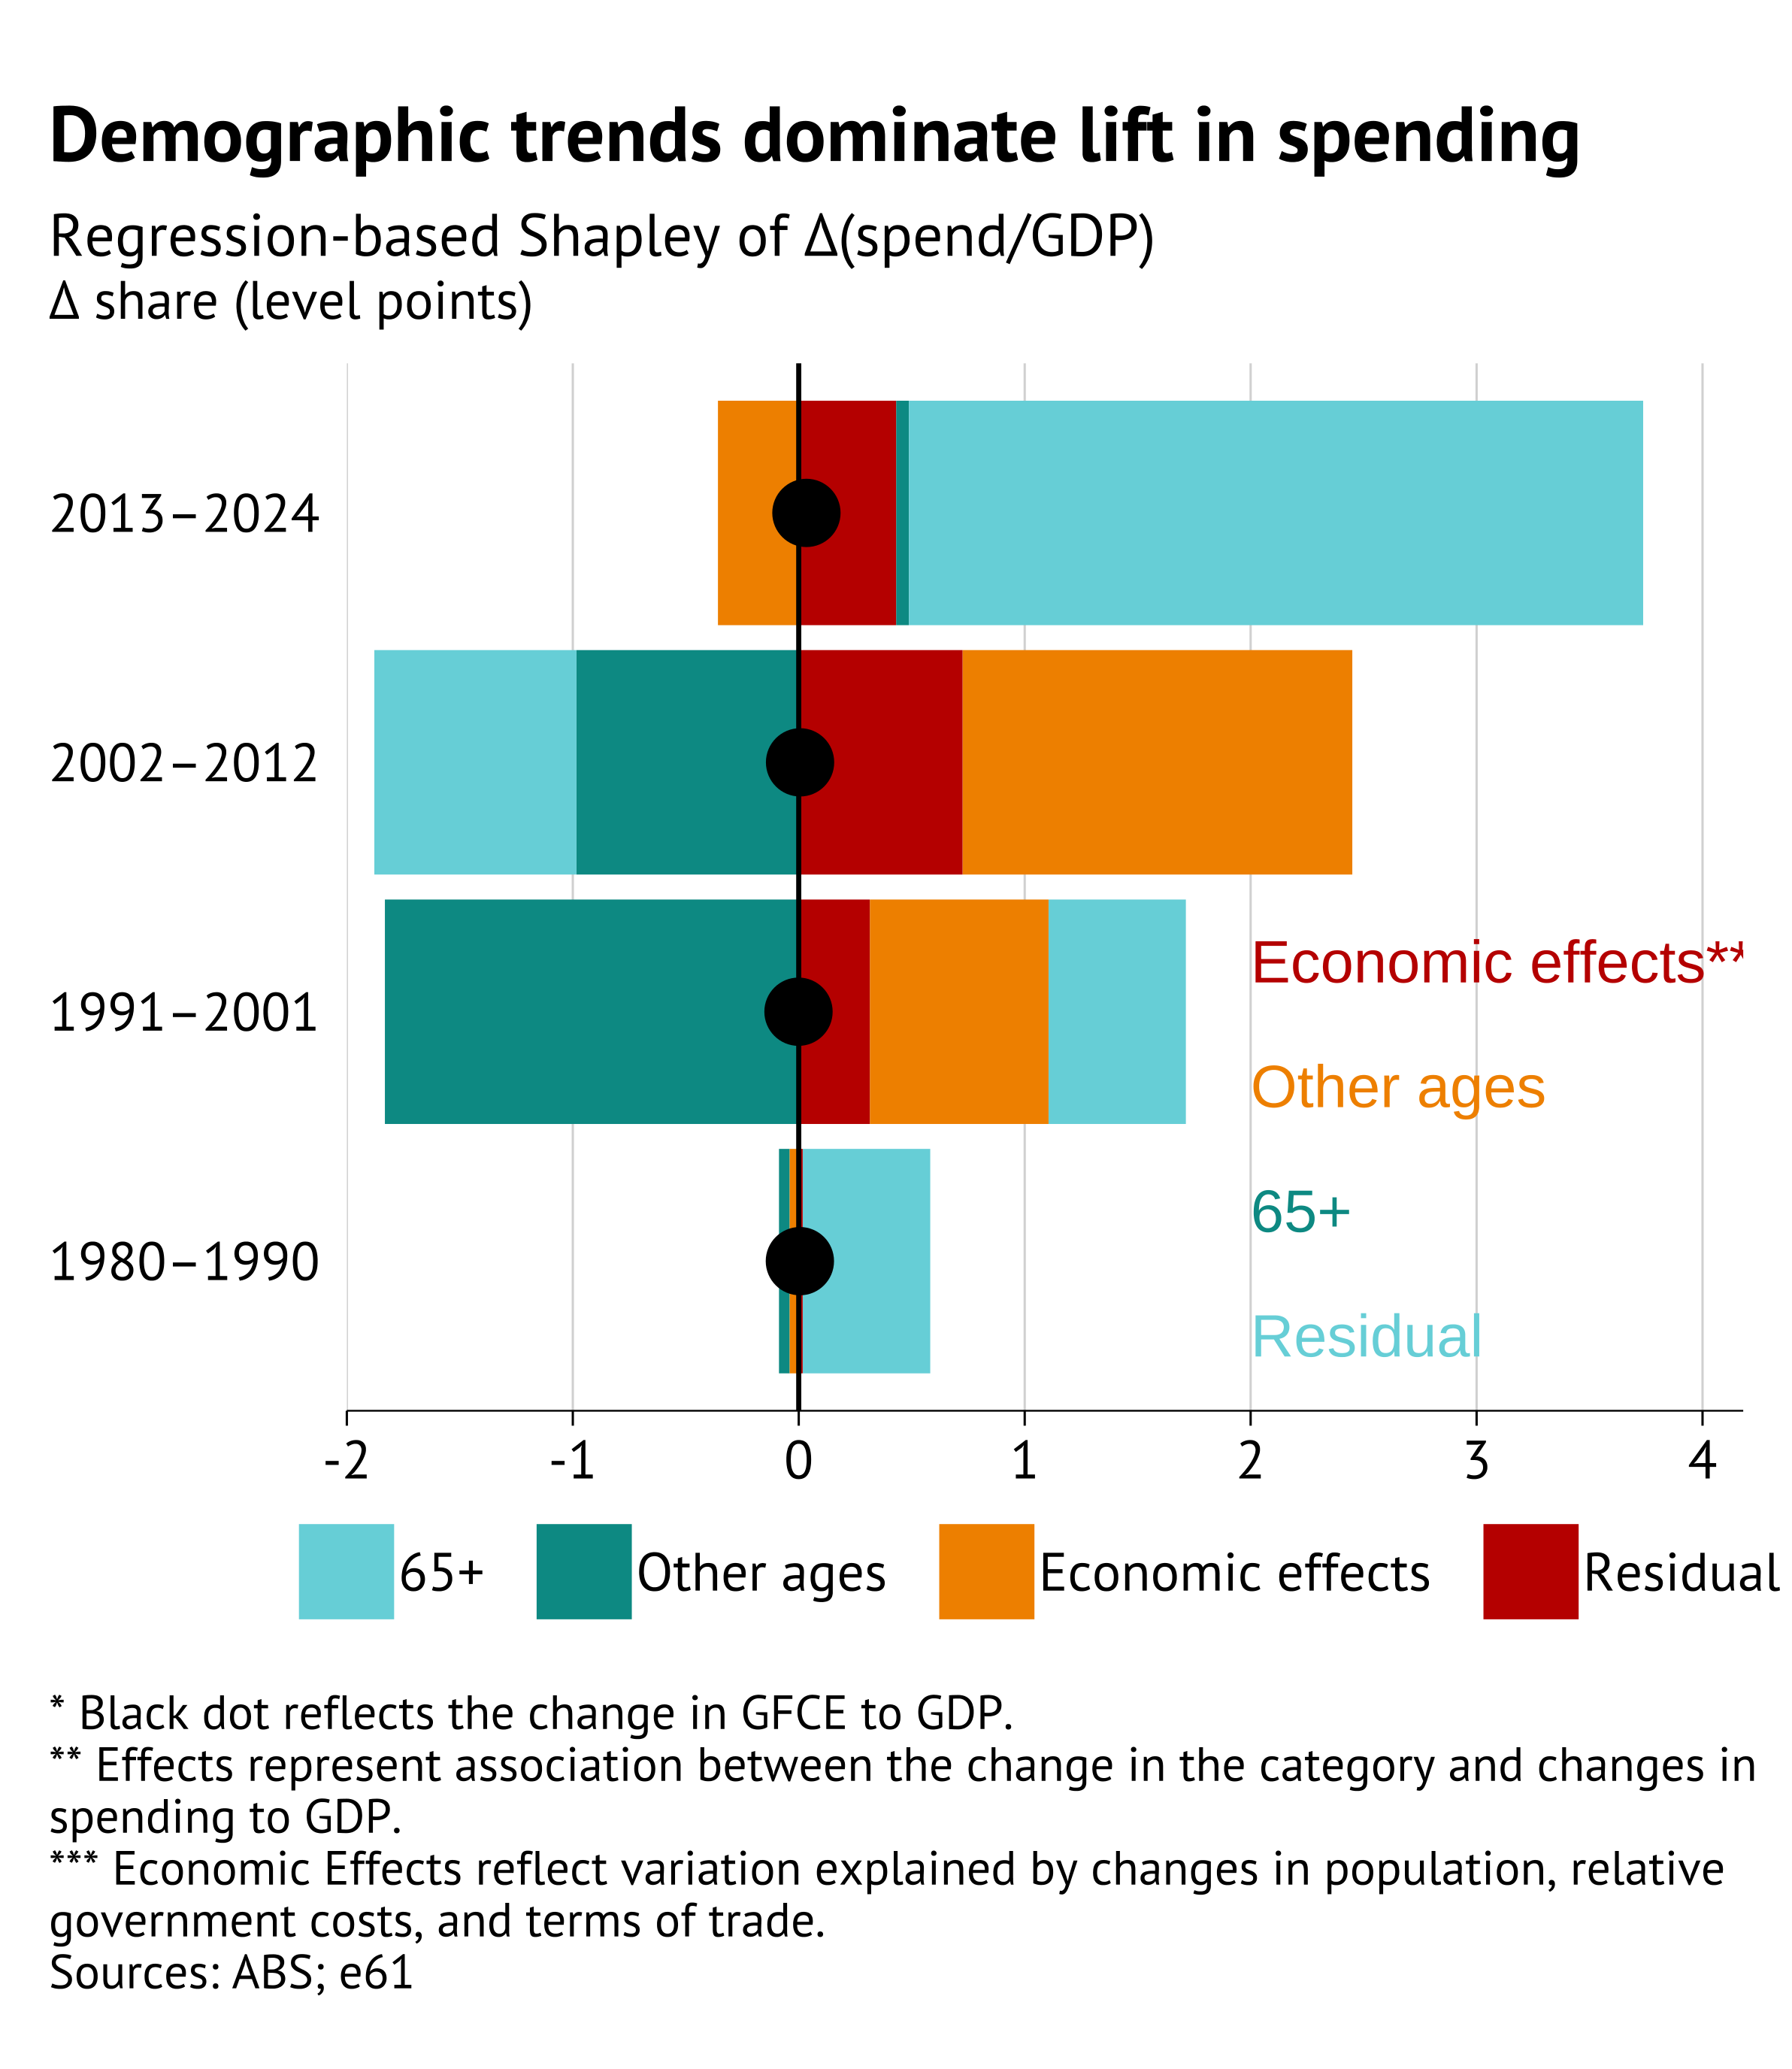 Demographic trends dominate lift in spending
Regression-based Shapley of Δ(spend/GDP)
Δ share (level points)
2013–2024
2002–2012
1991–2001
1980–1990
Economic effects**
Other ages
65+
Residual
-2 -1 0 1 2 3 4
65+ Other ages Economic effects Residual
* Black dot reflects the change in GFCE to GDP.
** Effects represent association between the change in the category and changes in
spending to GDP.
*** Economic Effects reflect variation explained by changes in population, relative
government costs, and terms of trade.
Sources: ABS; e61